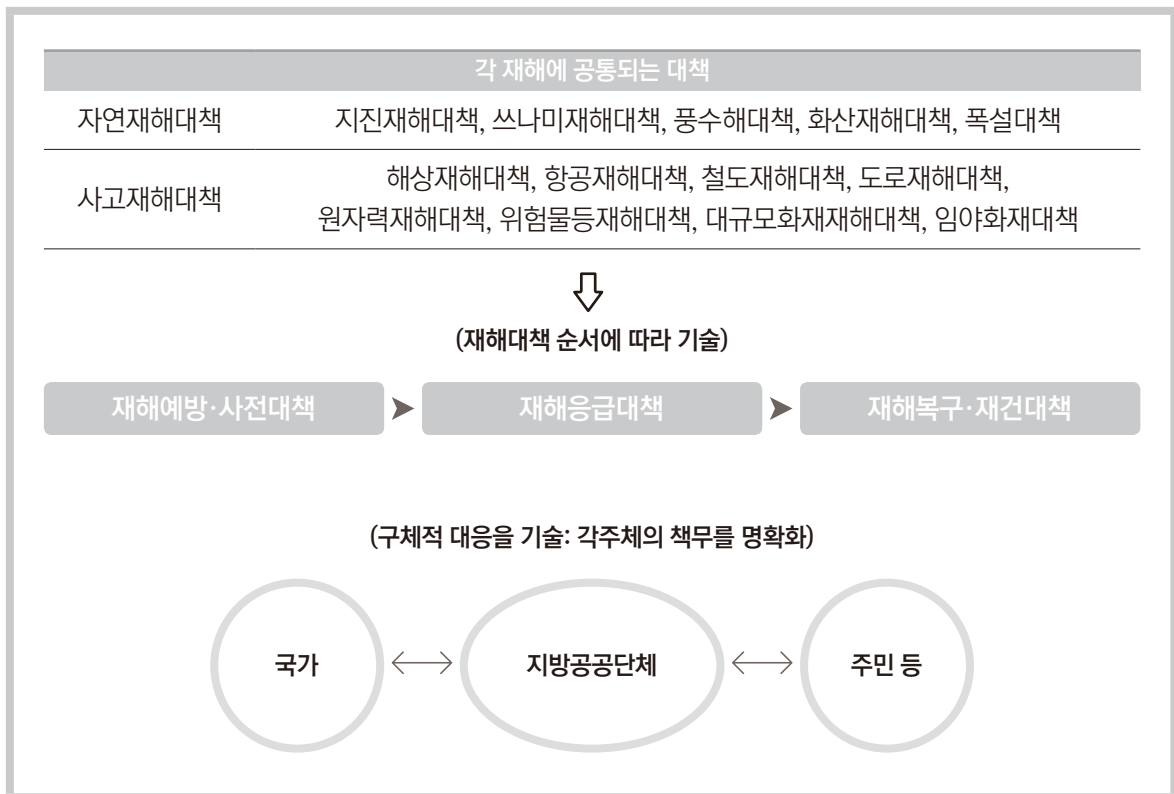 각 재해에 공통되는 대책
자연재해대책 지진재해대책, 쓰나미재해대책, 풍수해대책, 화산재해대책, 폭설대책
사고재해대책 해상재해대책, 항공재해대책, 철도재해대책, 도로재해대책,
원자력재해대책, 위험물등재해대책, 대규모화재재해대책, 임야화재대책
(재해대책 순서에 따라 기술)
재해예방·사전대책 재해응급대책 재해복구·재건대책
(구체적 대응을 기술: 각주체의 책무를 명확화)
국가 지방공공단체 주민 등